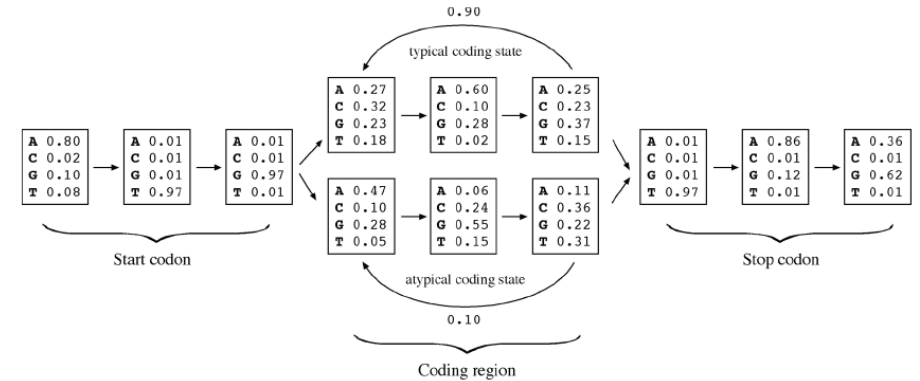 0.90
typical coding state
A 0.27
C 0.32
G 0.23
T 0.18
A 0.60
C 0.10
G 0.28
T 0.02
A 0.25
C 0.23
G 0.37
T 0.15
A 0.80
C 0.02
G 0.10
T 0.08
A 0.01
C 0.01
G 0.01
T 0.97
A 0.01
C 0.01
G 0.97
T 0.01
A 0.01
C 0.01
G 0.01
T 0.97
A 0.86
C 0.01
G 0.12
T 0.01
A 0.36
C 0.01
G 0.62
T 0.01
A 0.47
C 0.10
G 0.28
T 0.05
A 0.06
C 0.24
G 0.55
T 0.15
A 0.11
C 0.36
G 0.22
T 0.31
Start codon
atypical coding state
Stop codon
0.10
Coding region